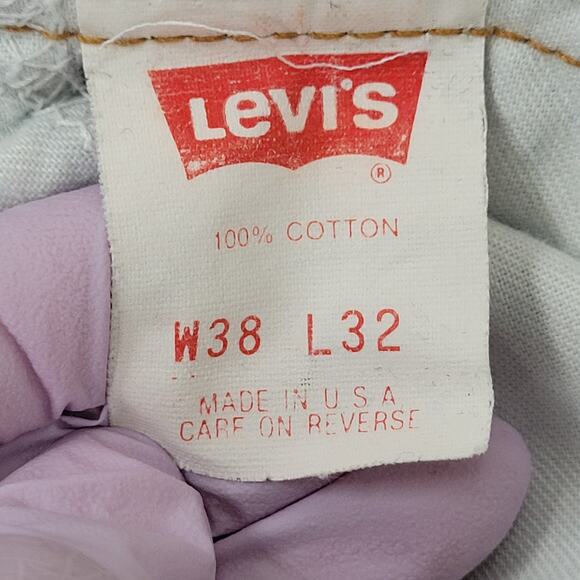 Levi's
®
100% COTTON
W38 L32
MADE IN U S A
CARE ON REVERSE